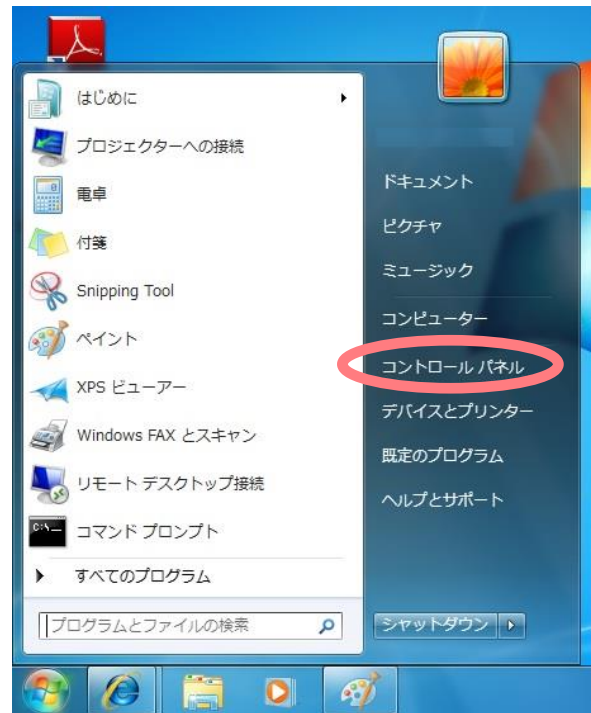 はじめに
プロジェクターへの接続
電卓
付箋
Snipping Tool
ペイント
XPS ビューアー
Windows FAX とスキャン
リモート デスクトップ接続
コマンド プロンプト
すべてのプログラム
プログラムとファイルの検索
ドキュメント
ピクチャ
ミュージック
コンピューター
コントロール パネル
デバイスとプリンター
既定のプログラム
ヘルプとサポート
シャットダウン